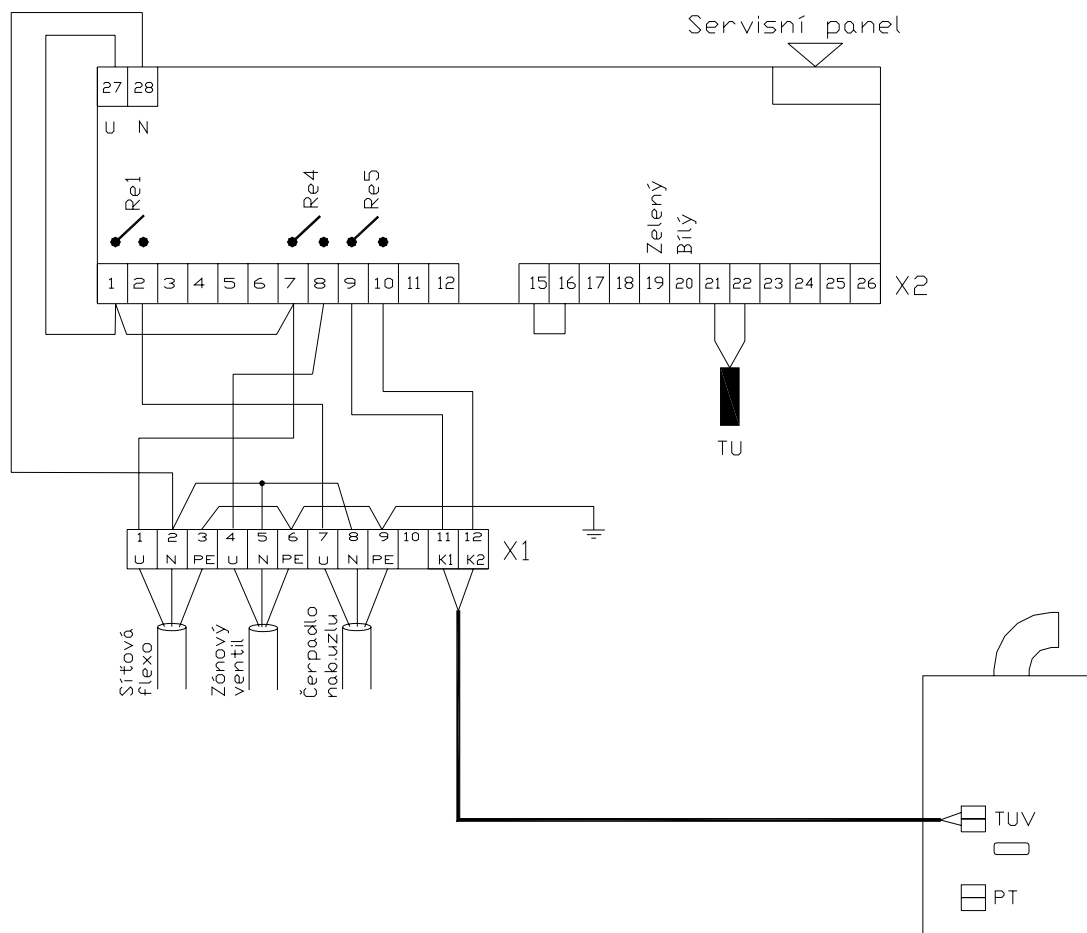 Servisní panel
27 28
U N
Re1
Re4
Re5
Zelený
Bílý
1 2 3 4 5 6 7 8 9 10 11 12
15 16 17 18 19 20 21 22 23 24 25 26
X2
TU
1 2 3 4 5 6 7 8 9 10 11 12
U N PE U N PE U N PE K1 K2
X1
Síťová
flexo
Zónový
ventil
Čerpadlo
nab.uzlu
TUV
PT